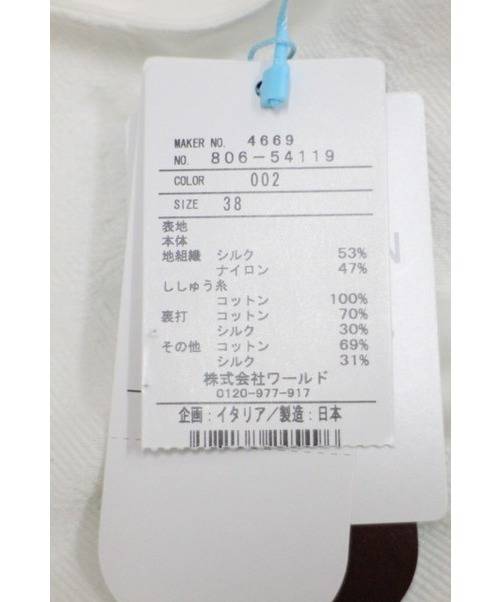 MAKER NO. 4669
NO. 806-54119
COLOR 002
SIZE 38
表地
本体
地組織 シルク 53%
ナイロン 47%
ししゅう糸
コットン 100%
裏打 コットン 70%
シルク 30%
その他 コットン 69%
シルク 31%
株式会社ワールド
0120-977-917
企画：イタリア／製造：日本
N